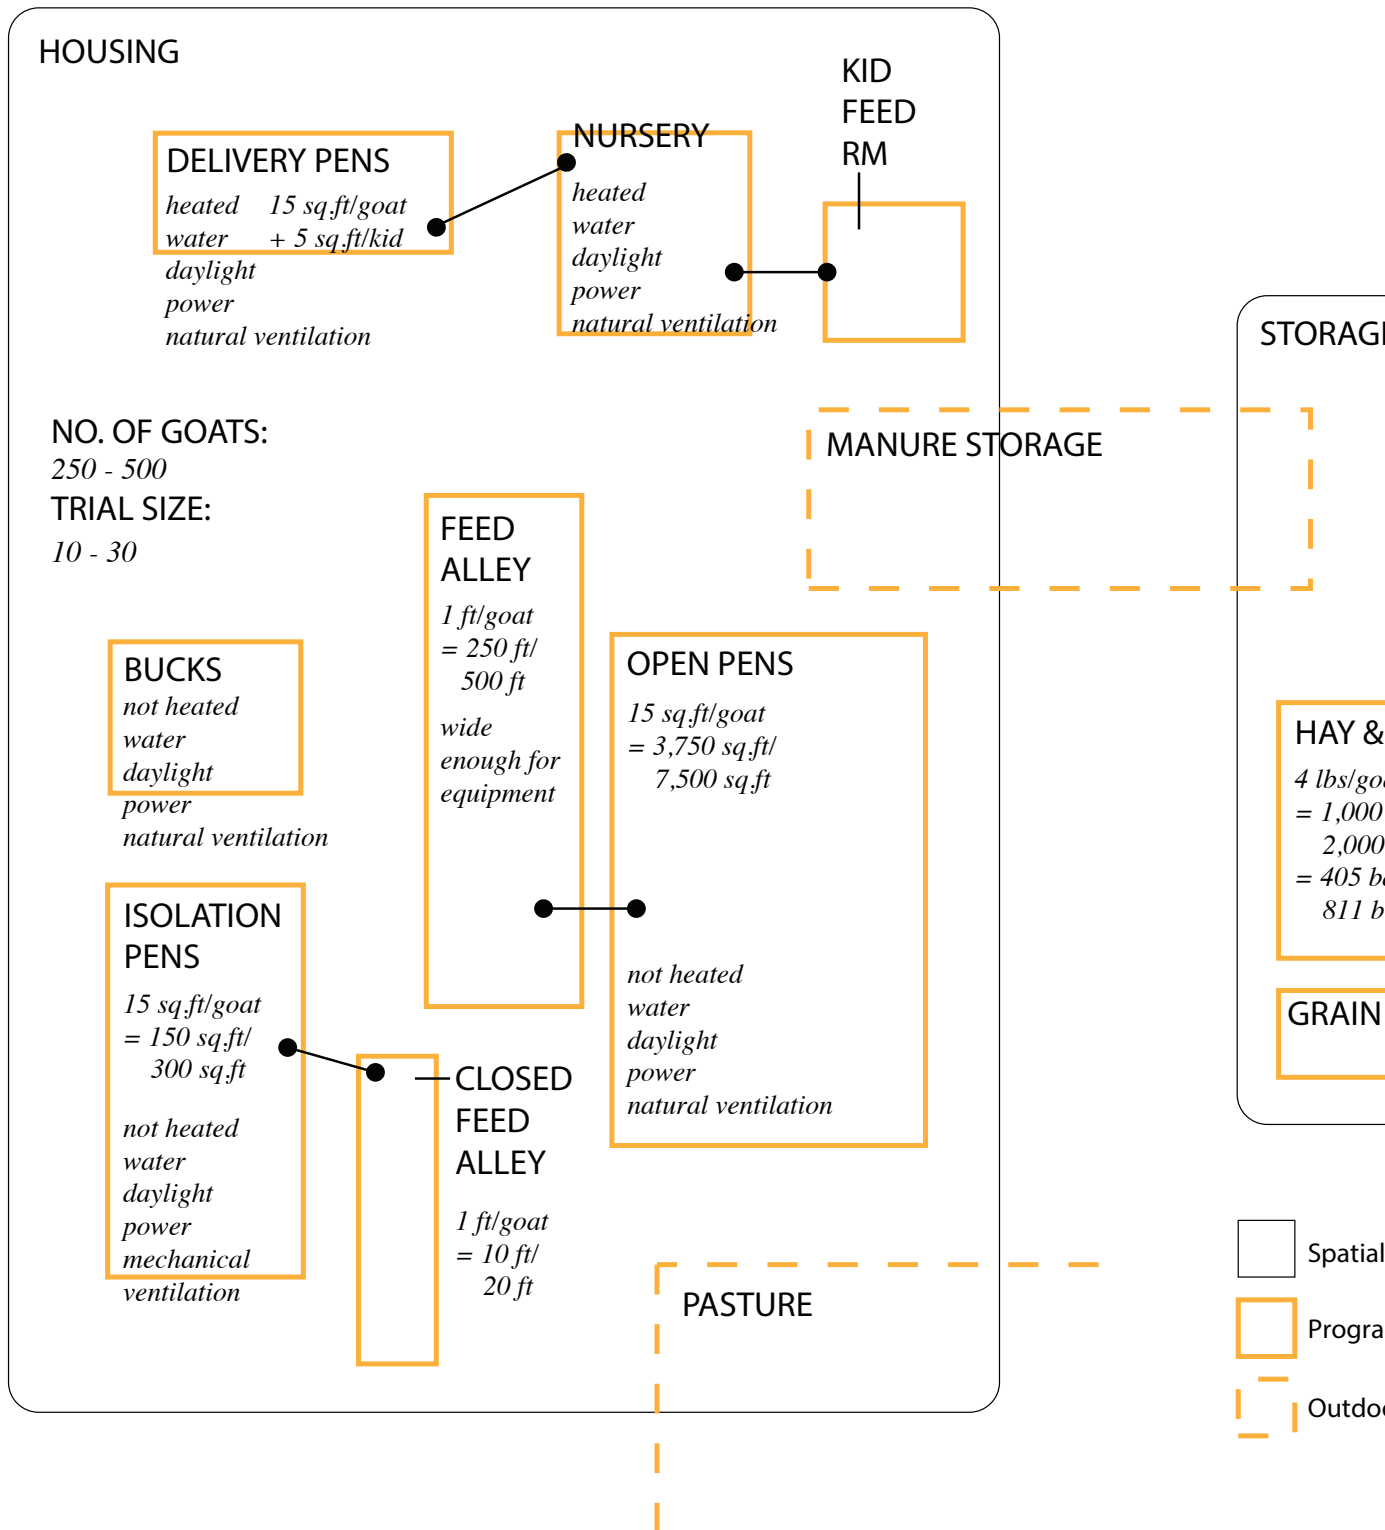 HOUSING
KID
FEED
RM
NURSERY
DELIVERY PENS
heated 15 sq.ft/goat
water + 5 sq.ft/kid
daylight
power
natural ventilation
heated
water
daylight
power
natural ventilation
STORAGE
MANURE STORAGE
NO. OF GOATS:
250 - 500
TRIAL SIZE:
10 - 30
FEED
ALLEY
1 ft/goat
= 250 ft/
500 ft
wide
enough for
equipment
OPEN PENS
15 sq.ft/goat
= 3,750 sq.ft/
7,500 sq.ft
not heated
water
daylight
power
natural ventilation
BUCKS
not heated
water
daylight
power
natural ventilation
ISOLATION
PENS
15 sq.ft/goat
= 150 sq.ft/
300 sq.ft
not heated
water
daylight
power
mechanical
ventilation
CLOSED
FEED
ALLEY
1 ft/goat
= 10 ft/
20 ft
HAY &
4 lbs/goa
= 1,000
2,000
= 405 ba
811 b
GRAIN
PASTURE
Spatial
Progra
Outdoo